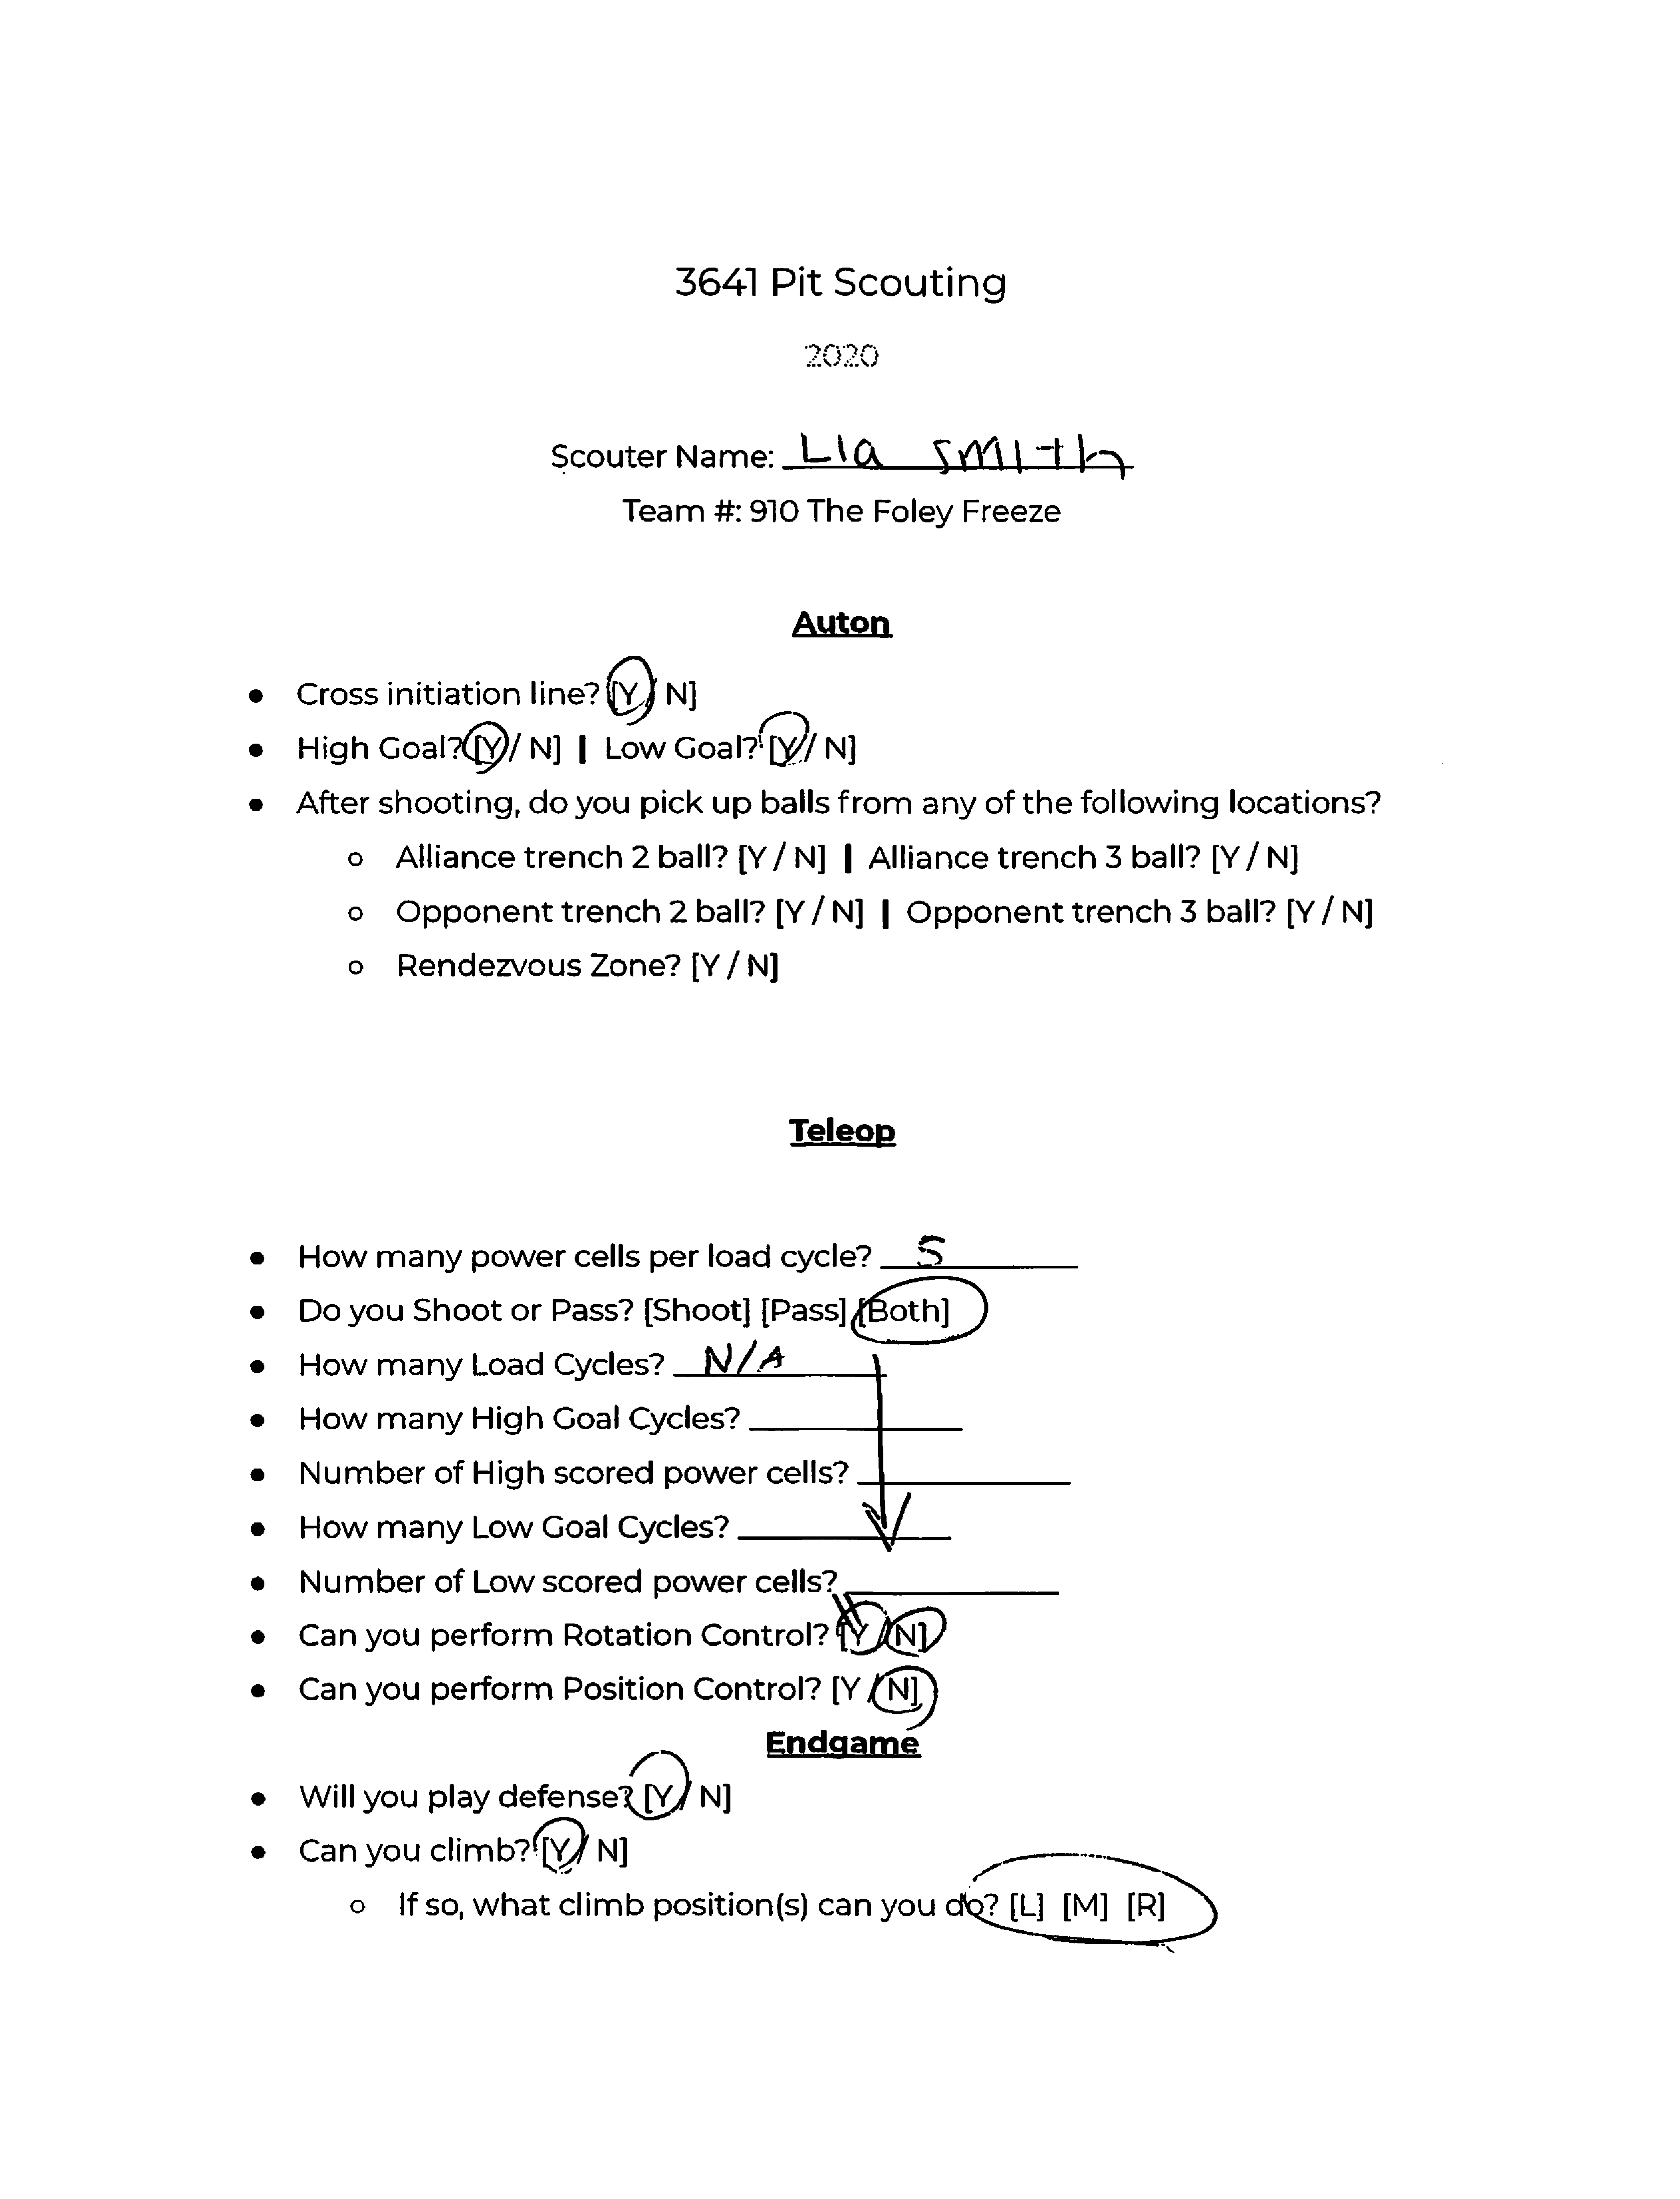 3641 Pit Scouting
2020
Scouter Name: Lia Smith
Team #: 910 The Foley Freeze
Auton
● Cross initiation line? [Y / N]
● High Goal? [Y / N] | Low Goal? [Y / N]
● After shooting, do you pick up balls from any of the following locations?
○ Alliance trench 2 ball? [Y / N] | Alliance trench 3 ball? [Y / N]
○ Opponent trench 2 ball? [Y / N] | Opponent trench 3 ball? [Y / N]
○ Rendezvous Zone? [Y / N]
Teleop
● How many power cells per load cycle? 5
● Do you Shoot or Pass? [Shoot] [Pass] [Both]
● How many Load Cycles? N/A
● How many High Goal Cycles?
● Number of High scored power cells?
● How many Low Goal Cycles?
● Number of Low scored power cells?
● Can you perform Rotation Control? [Y / N]
● Can you perform Position Control? [Y / N]
Endgame
● Will you play defense? [Y / N]
● Can you climb? [Y / N]
○ If so, what climb position(s) can you do? [L] [M] [R]